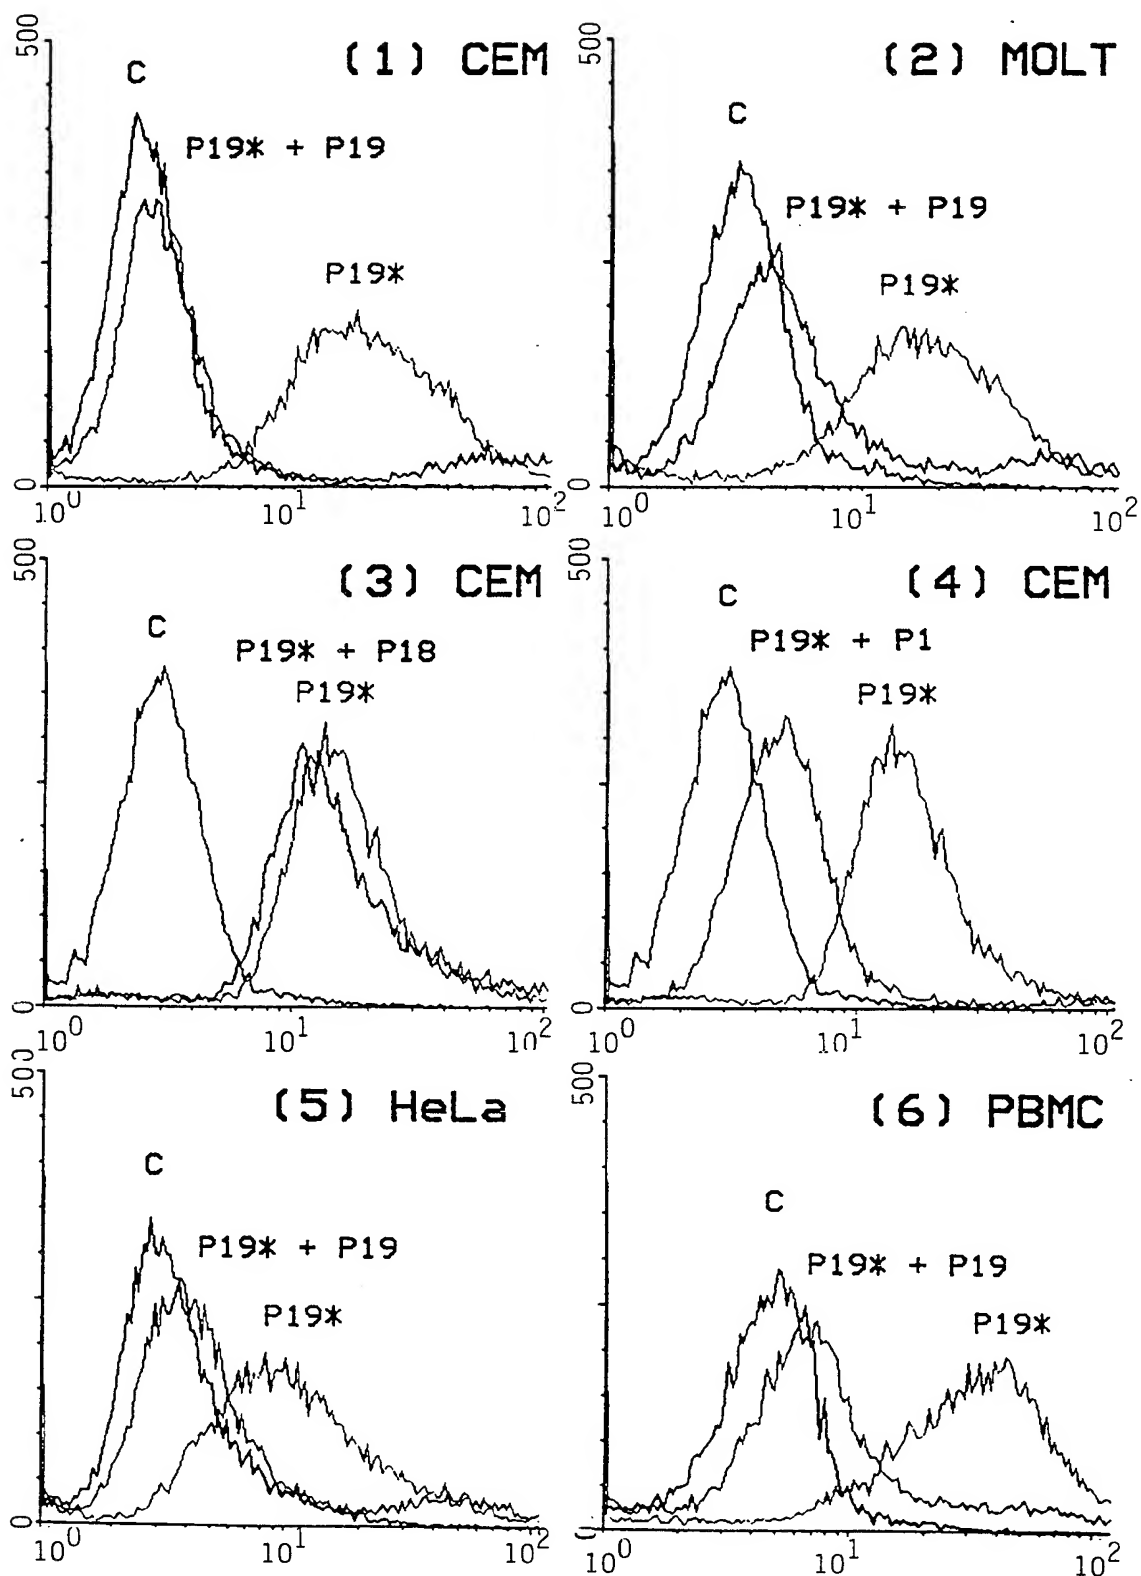 500
(1) CEM
C
P19* + P19
P19*
0
10^0
10^1
10^2
500
(2) MOLT
C
P19* + P19
P19*
0
10^0
10^1
10^2
500
(3) CEM
C
P19* + P18
P19*
0
10^0
10^1
10^2
500
(4) CEM
C
P19* + P1
P19*
0
10^0
10^1
10^2
500
(5) HeLa
C
P19* + P19
P19*
0
10^0
10^1
10^2
500
(6) PBMC
C
P19* + P19
P19*
0
10^0
10^1
10^2